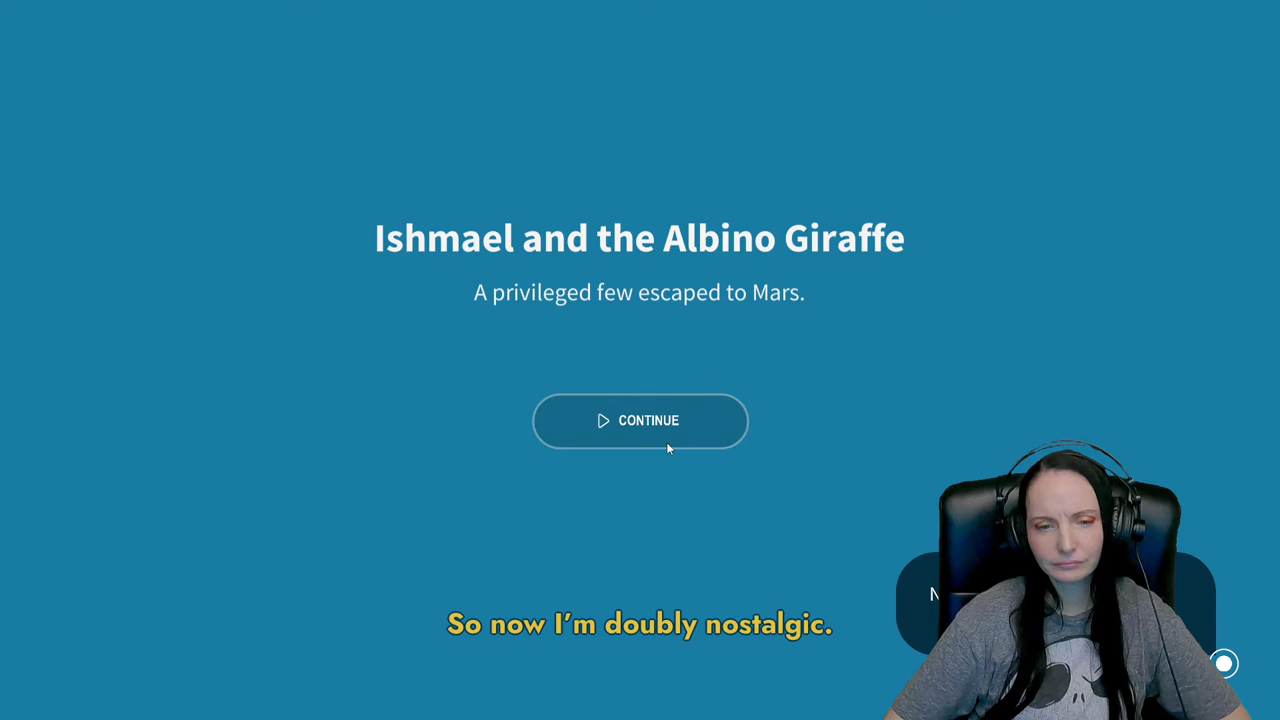 Ishmael and the Albino Giraffe
A privileged few escaped to Mars.
CONTINUE
So now I'm doubly nostalgic.